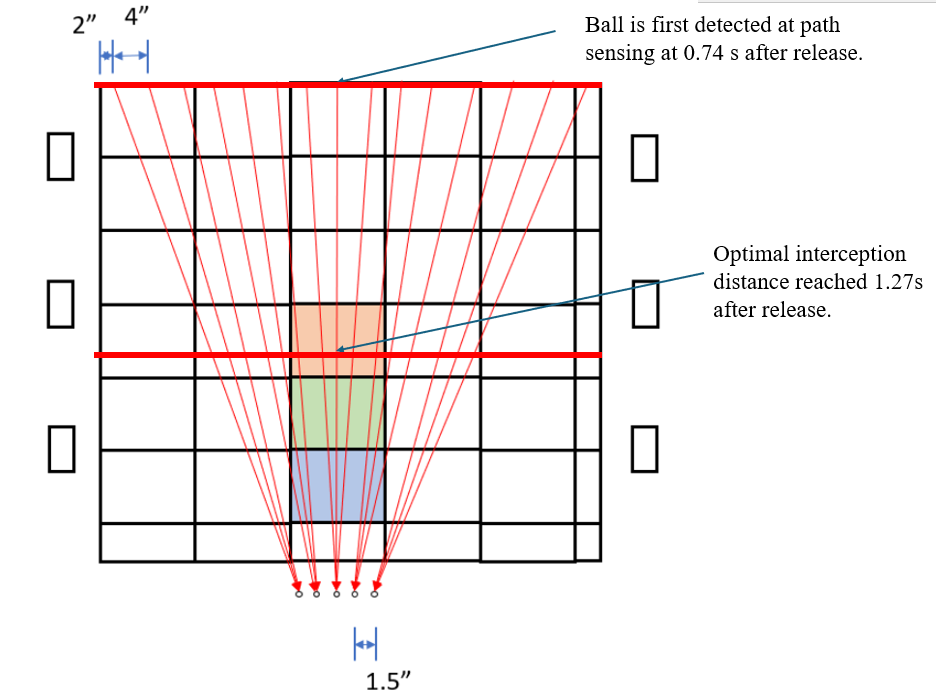 2” 4”
Ball is first detected at path
sensing at 0.74 s after release.
Optimal interception
distance reached 1.27s
after release.
1.5”